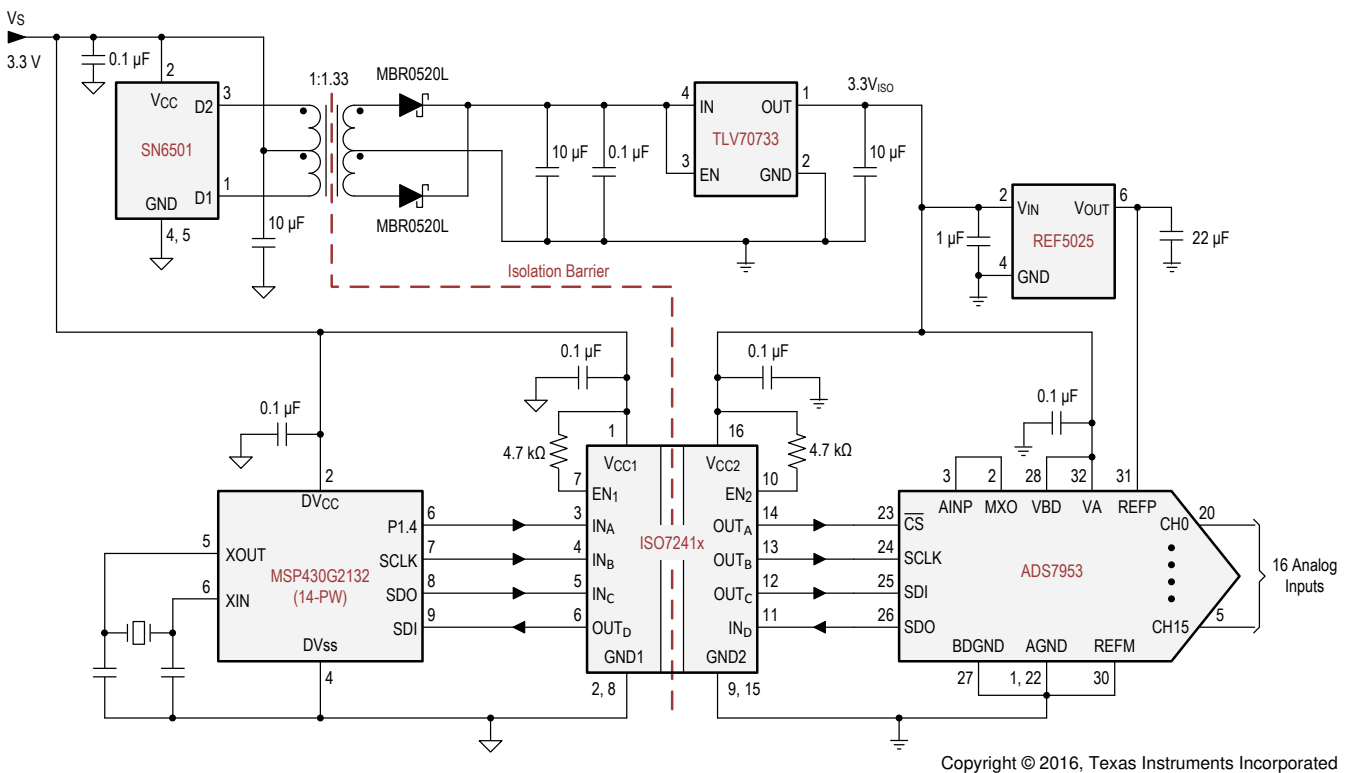 VS
3.3 V
0.1 µF
2
VCC
D2
3
SN6501
D1
1
GND
4, 5
10 µF
1:1.33
MBR0520L
MBR0520L
10 µF
0.1 µF
4
IN
OUT
1
TLV70733
3
EN
GND
2
3.3VISO
10 µF
2
VIN
VOUT
6
REF5025
1 µF
4
GND
22 µF
Isolation Barrier
0.1 µF
2
DVCC
5
XOUT
6
XIN
MSP430G2132
(14-PW)
P1.4
6
SCLK
7
SDO
8
SDI
9
DVss
4
0.1 µF
4.7 kΩ
1
VCC1
7
EN1
3
INA
4
INB
5
INC
6
OUTD
GND1
2, 8
ISO7241x
0.1 µF
4.7 kΩ
16
VCC2
EN2
10
OUTA
14
OUTB
13
OUTC
12
IND
11
GND2
9, 15
0.1 µF
3
2
28
32
31
AINP
MXO
VBD
VA
REFP
23
CS
24
SCLK
25
SDI
26
SDO
ADS7953
CH0
20
CH15
5
16 Analog
Inputs
BDGND
AGND
REFM
27
1, 22
30
Copyright © 2016, Texas Instruments Incorporated